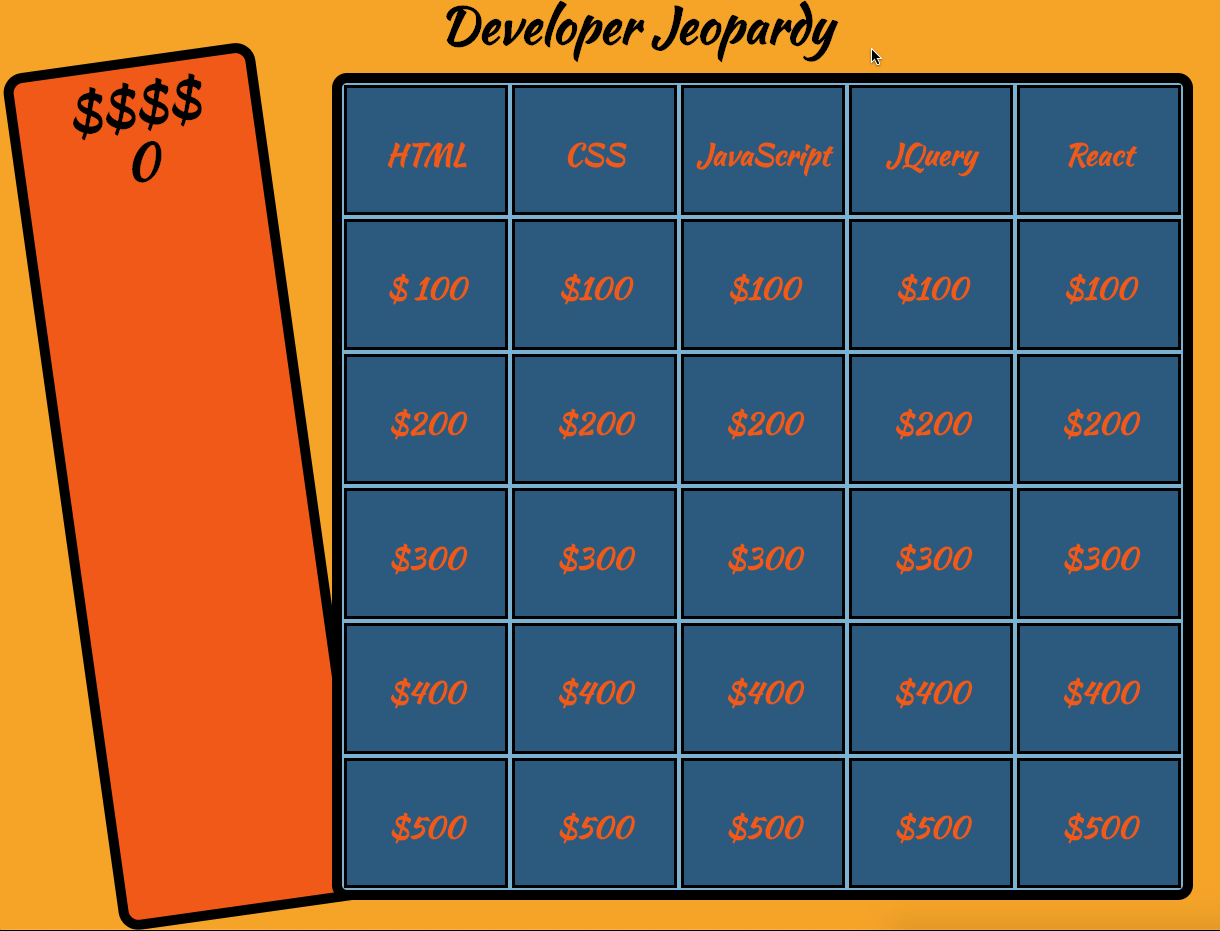 Developer Jeopardy
$$$$
0
HTML CSS JavaScript JQuery React
$ 100 $100 $100 $100 $100
$200 $200 $200 $200 $200
$300 $300 $300 $300 $300
$400 $400 $400 $400 $400
$500 $500 $500 $500 $500